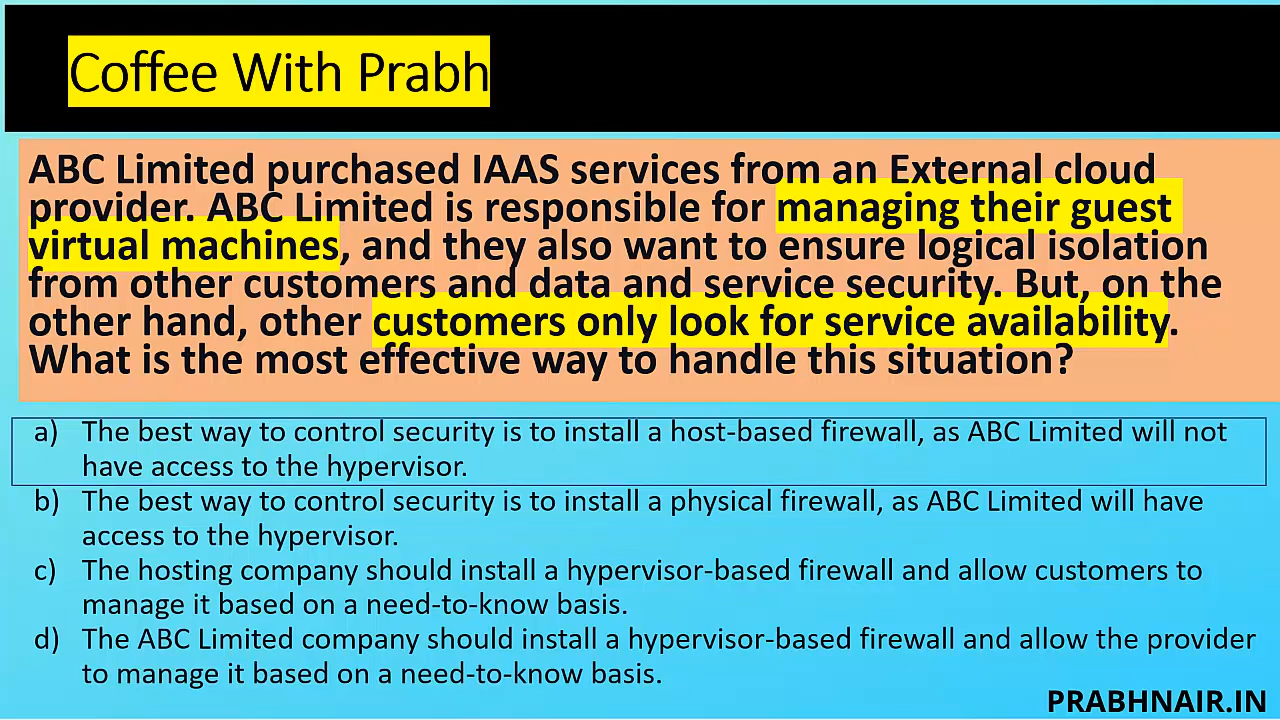 Coffee With Prabh
ABC Limited purchased IAAS services from an External cloud
provider. ABC Limited is responsible for managing their guest
virtual machines, and they also want to ensure logical isolation
from other customers and data and service security. But, on the
other hand, other customers only look for service availability.
What is the most effective way to handle this situation?
a) The best way to control security is to install a host-based firewall, as ABC Limited will not
have access to the hypervisor.
b) The best way to control security is to install a physical firewall, as ABC Limited will have
access to the hypervisor.
c) The hosting company should install a hypervisor-based firewall and allow customers to
manage it based on a need-to-know basis.
d) The ABC Limited company should install a hypervisor-based firewall and allow the provider
to manage it based on a need-to-know basis.
PRABHNAIR.IN